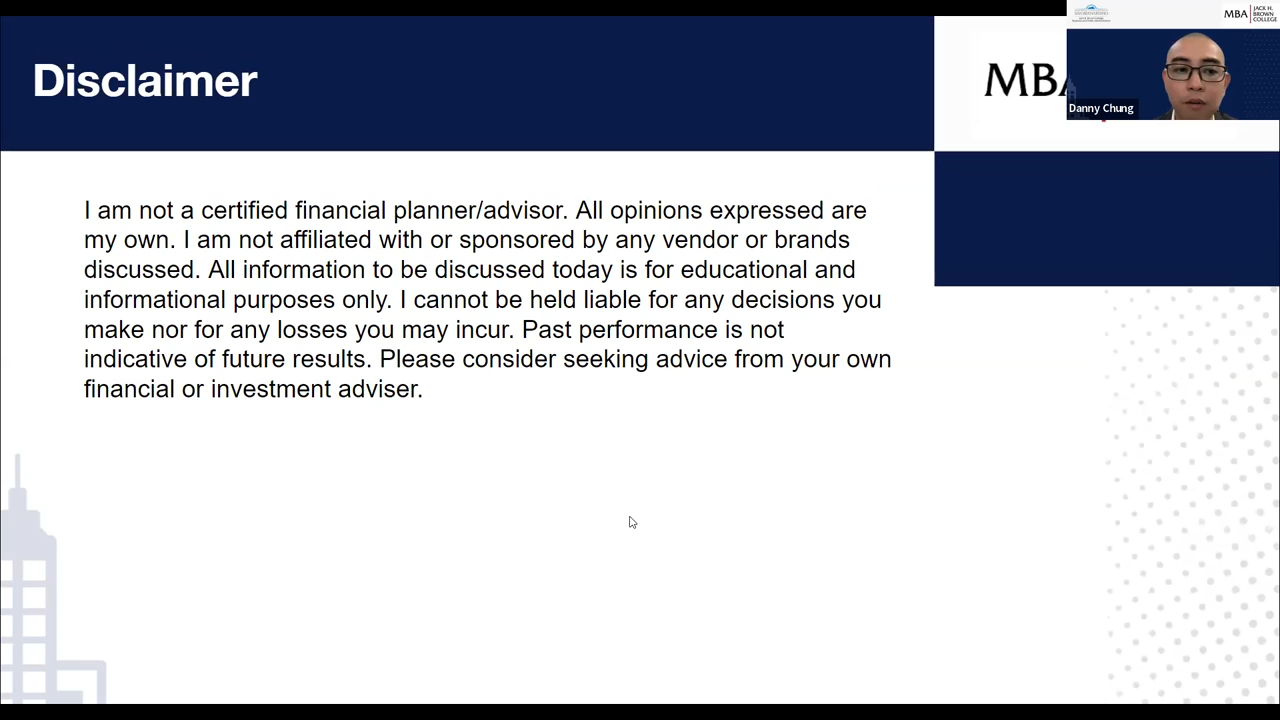 Disclaimer
MBA
MBA
JACK H.
BROWN
COLLEGE
Danny Chung
I am not a certified financial planner/advisor. All opinions expressed are
my own. I am not affiliated with or sponsored by any vendor or brands
discussed. All information to be discussed today is for educational and
informational purposes only. I cannot be held liable for any decisions you
make nor for any losses you may incur. Past performance is not
indicative of future results. Please consider seeking advice from your own
financial or investment adviser.